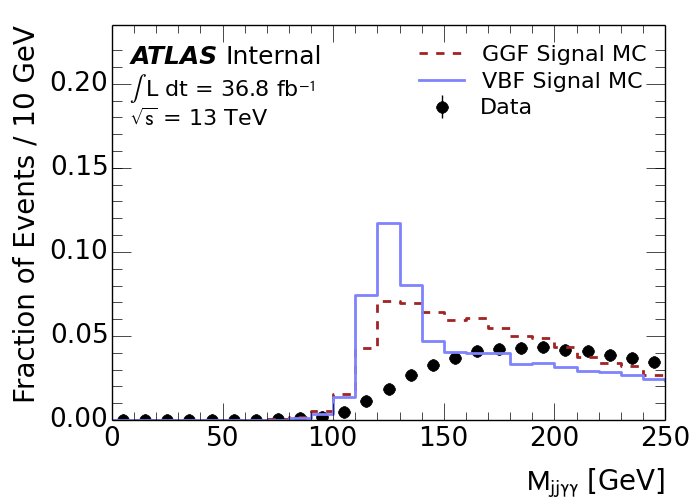 ATLAS Internal
∫L dt = 36.8 fb⁻¹
√s = 13 TeV
GGF Signal MC
VBF Signal MC
Data
Fraction of Events / 10 GeV
0.20
0.15
0.10
0.05
0.00
0 50 100 150 200 250
Mjjγγ [GeV]